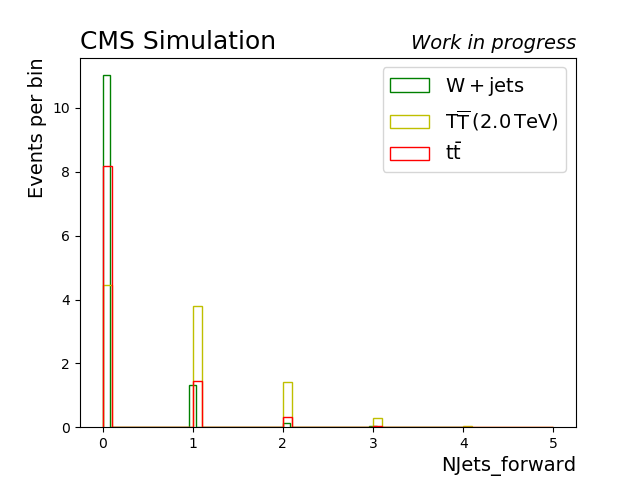 CMS Simulation Work in progress
Events per bin
10
8
6
4
2
0
W + jets
TT̅ (2.0 TeV)
tt̄
0 1 2 3 4 5
NJets_forward